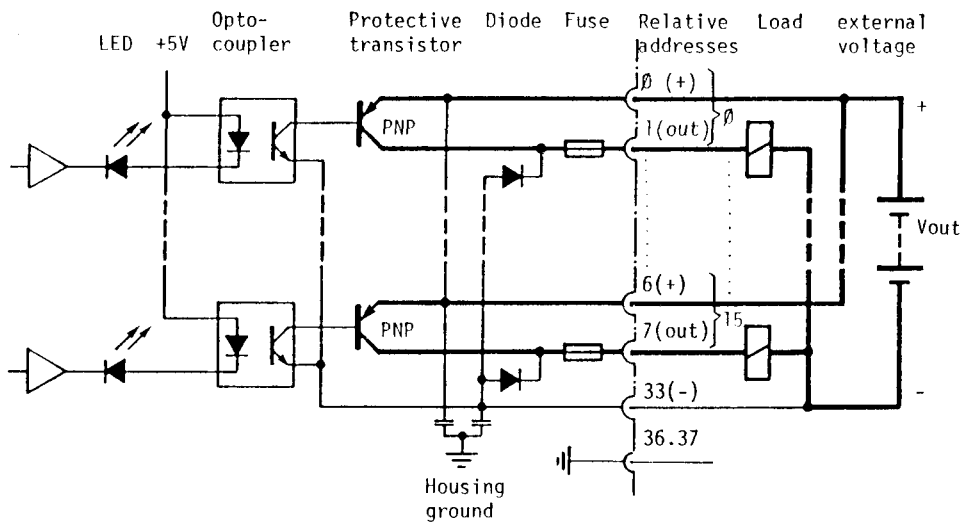 Opto- Protective Diode Fuse Relative Load external
LED +5V coupler transistor addresses voltage
Ø (+)
+
PNP
1(out)
Ø
Vout
6(+)
PNP
7(out)
15
33(-)
-
36.37
Housing
ground